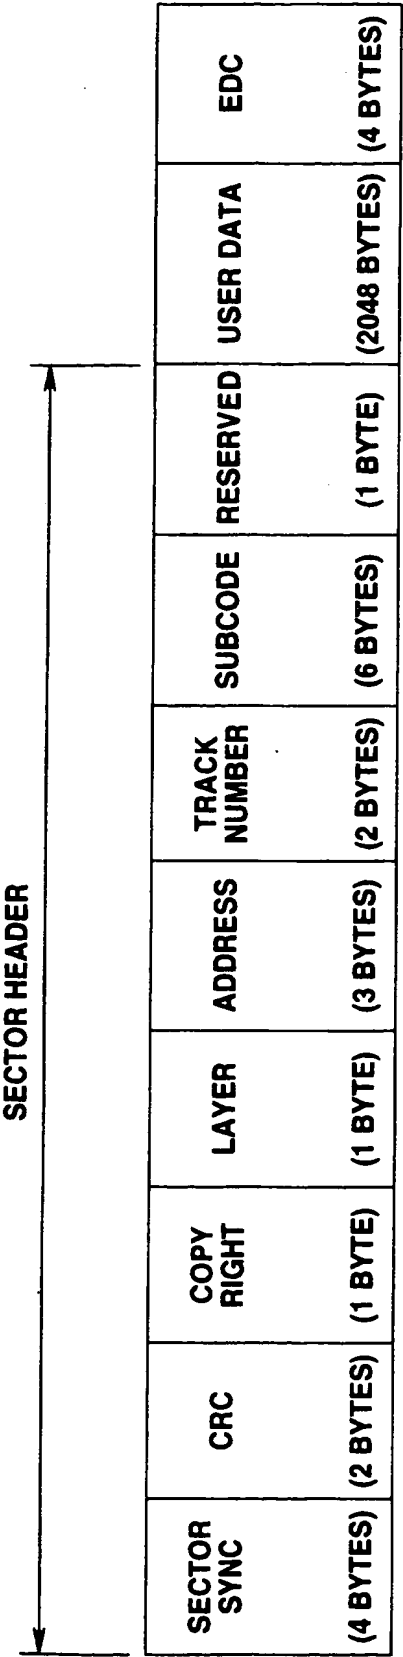 SECTOR HEADER
SECTOR
SYNC
(4 BYTES)
CRC
(2 BYTES)
COPY
RIGHT
(1 BYTE)
LAYER
(1 BYTE)
ADDRESS
(3 BYTES)
TRACK
NUMBER
(2 BYTES)
SUBCODE
(6 BYTES)
RESERVED
(1 BYTE)
USER DATA
(2048 BYTES)
EDC
(4 BYTES)